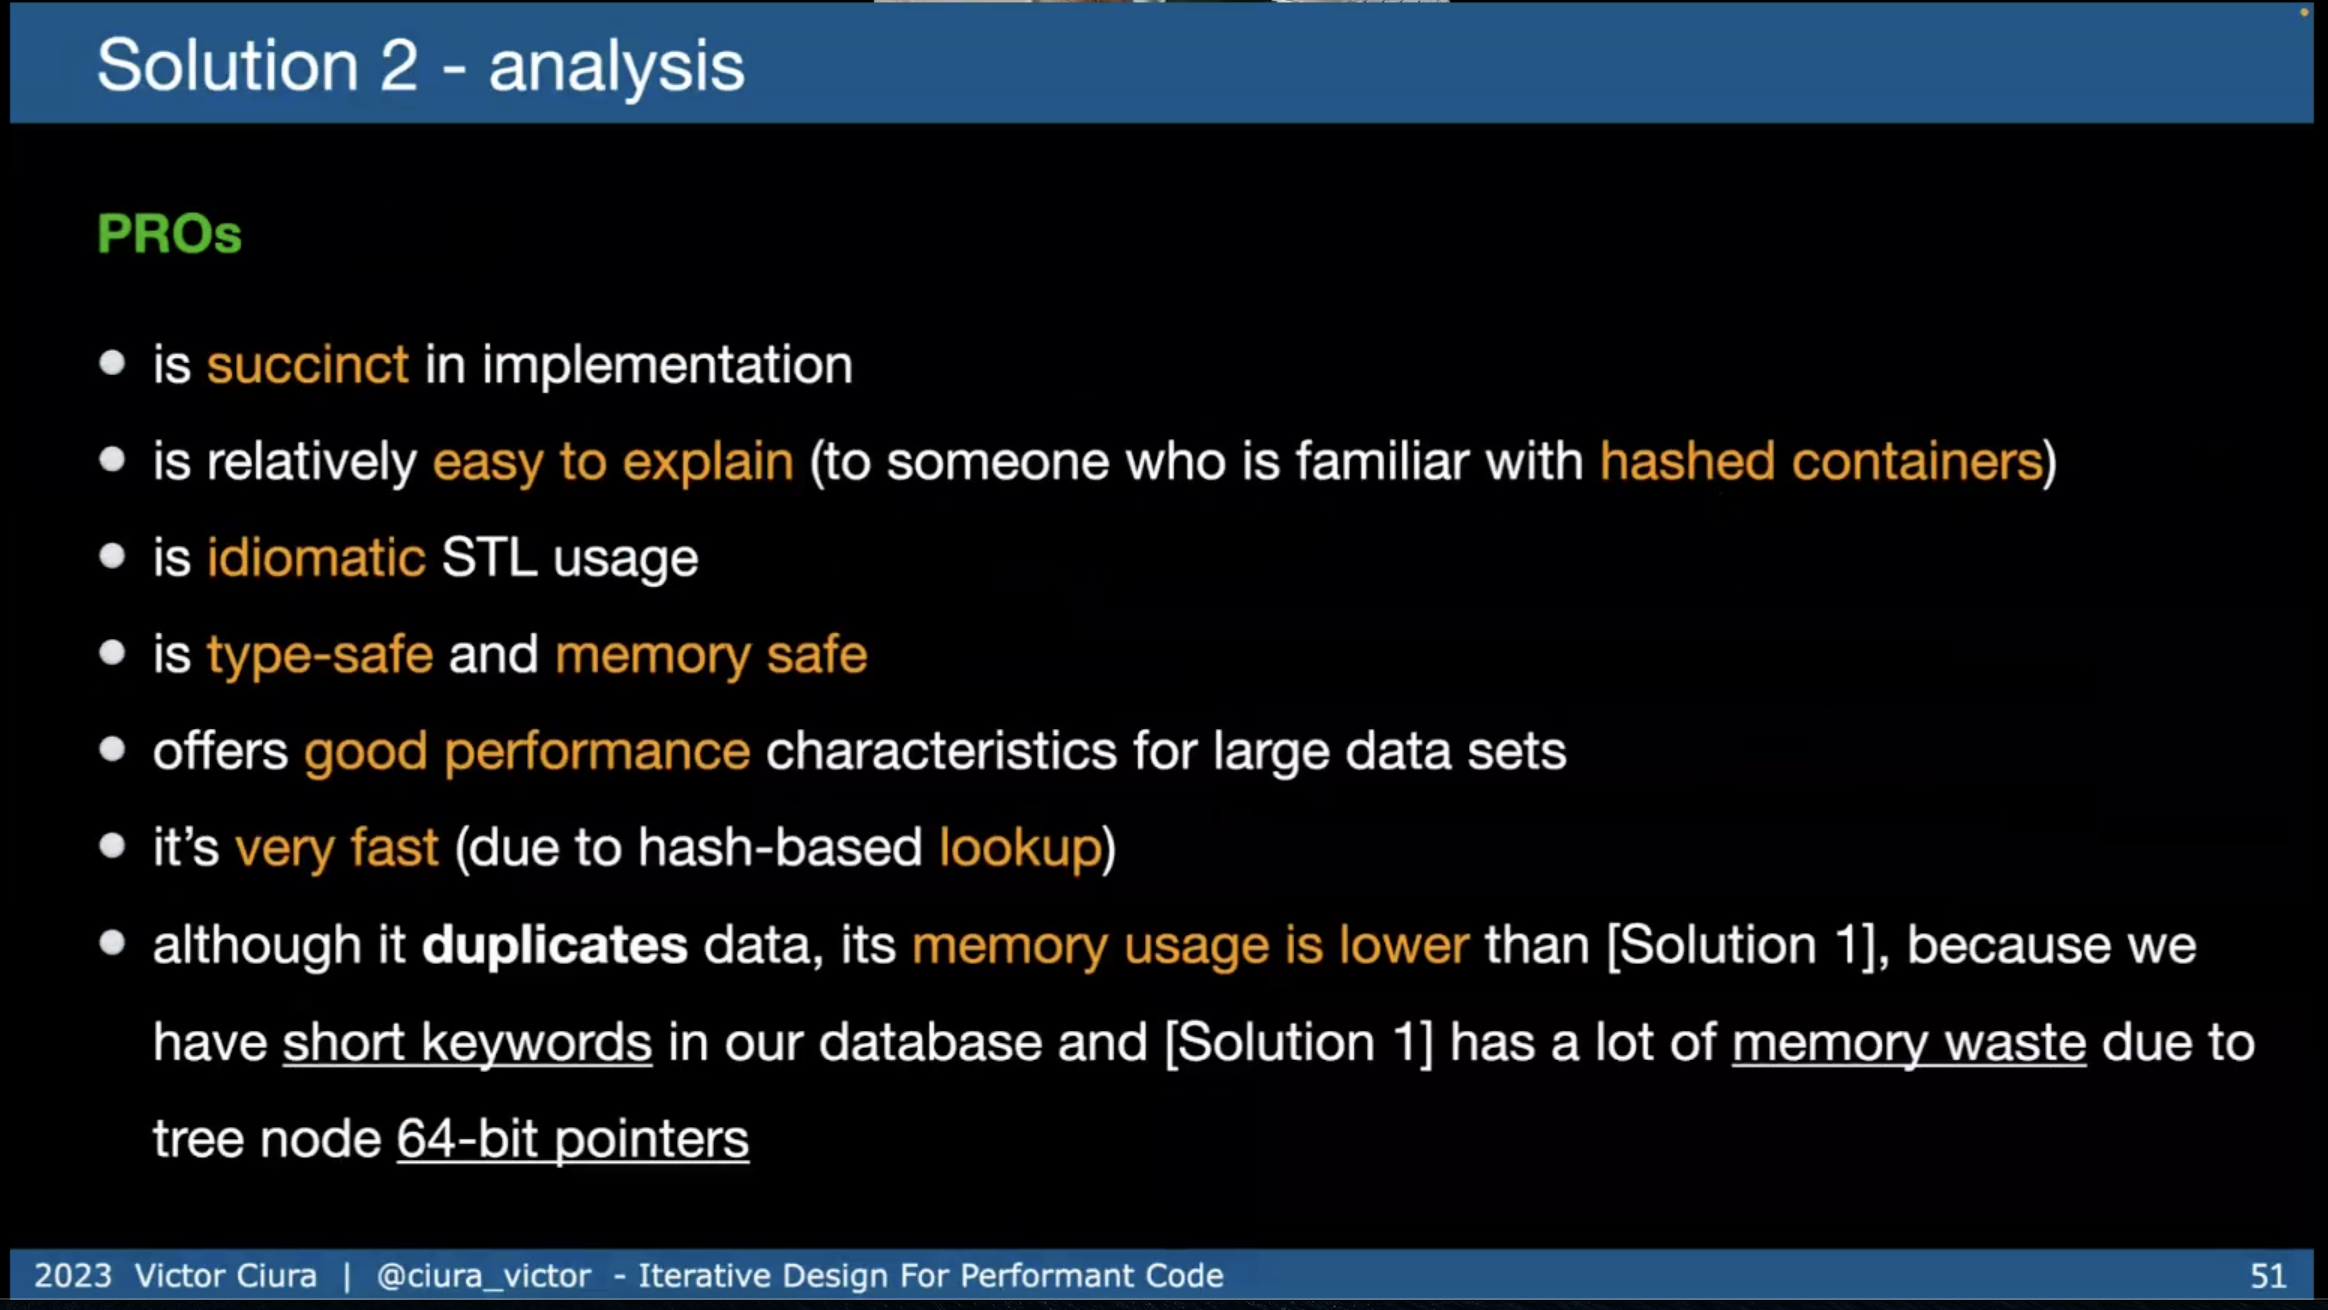 Solution 2 - analysis
PROs
is succinct in implementation
is relatively easy to explain (to someone who is familiar with hashed containers)
is idiomatic STL usage
is type-safe and memory safe
offers good performance characteristics for large data sets
it’s very fast (due to hash-based lookup)
although it duplicates data, its memory usage is lower than [Solution 1], because we
have short keywords in our database and [Solution 1] has a lot of memory waste due to
tree node 64-bit pointers
2023 Victor Ciura | @ciura_victor - Iterative Design For Performant Code 51